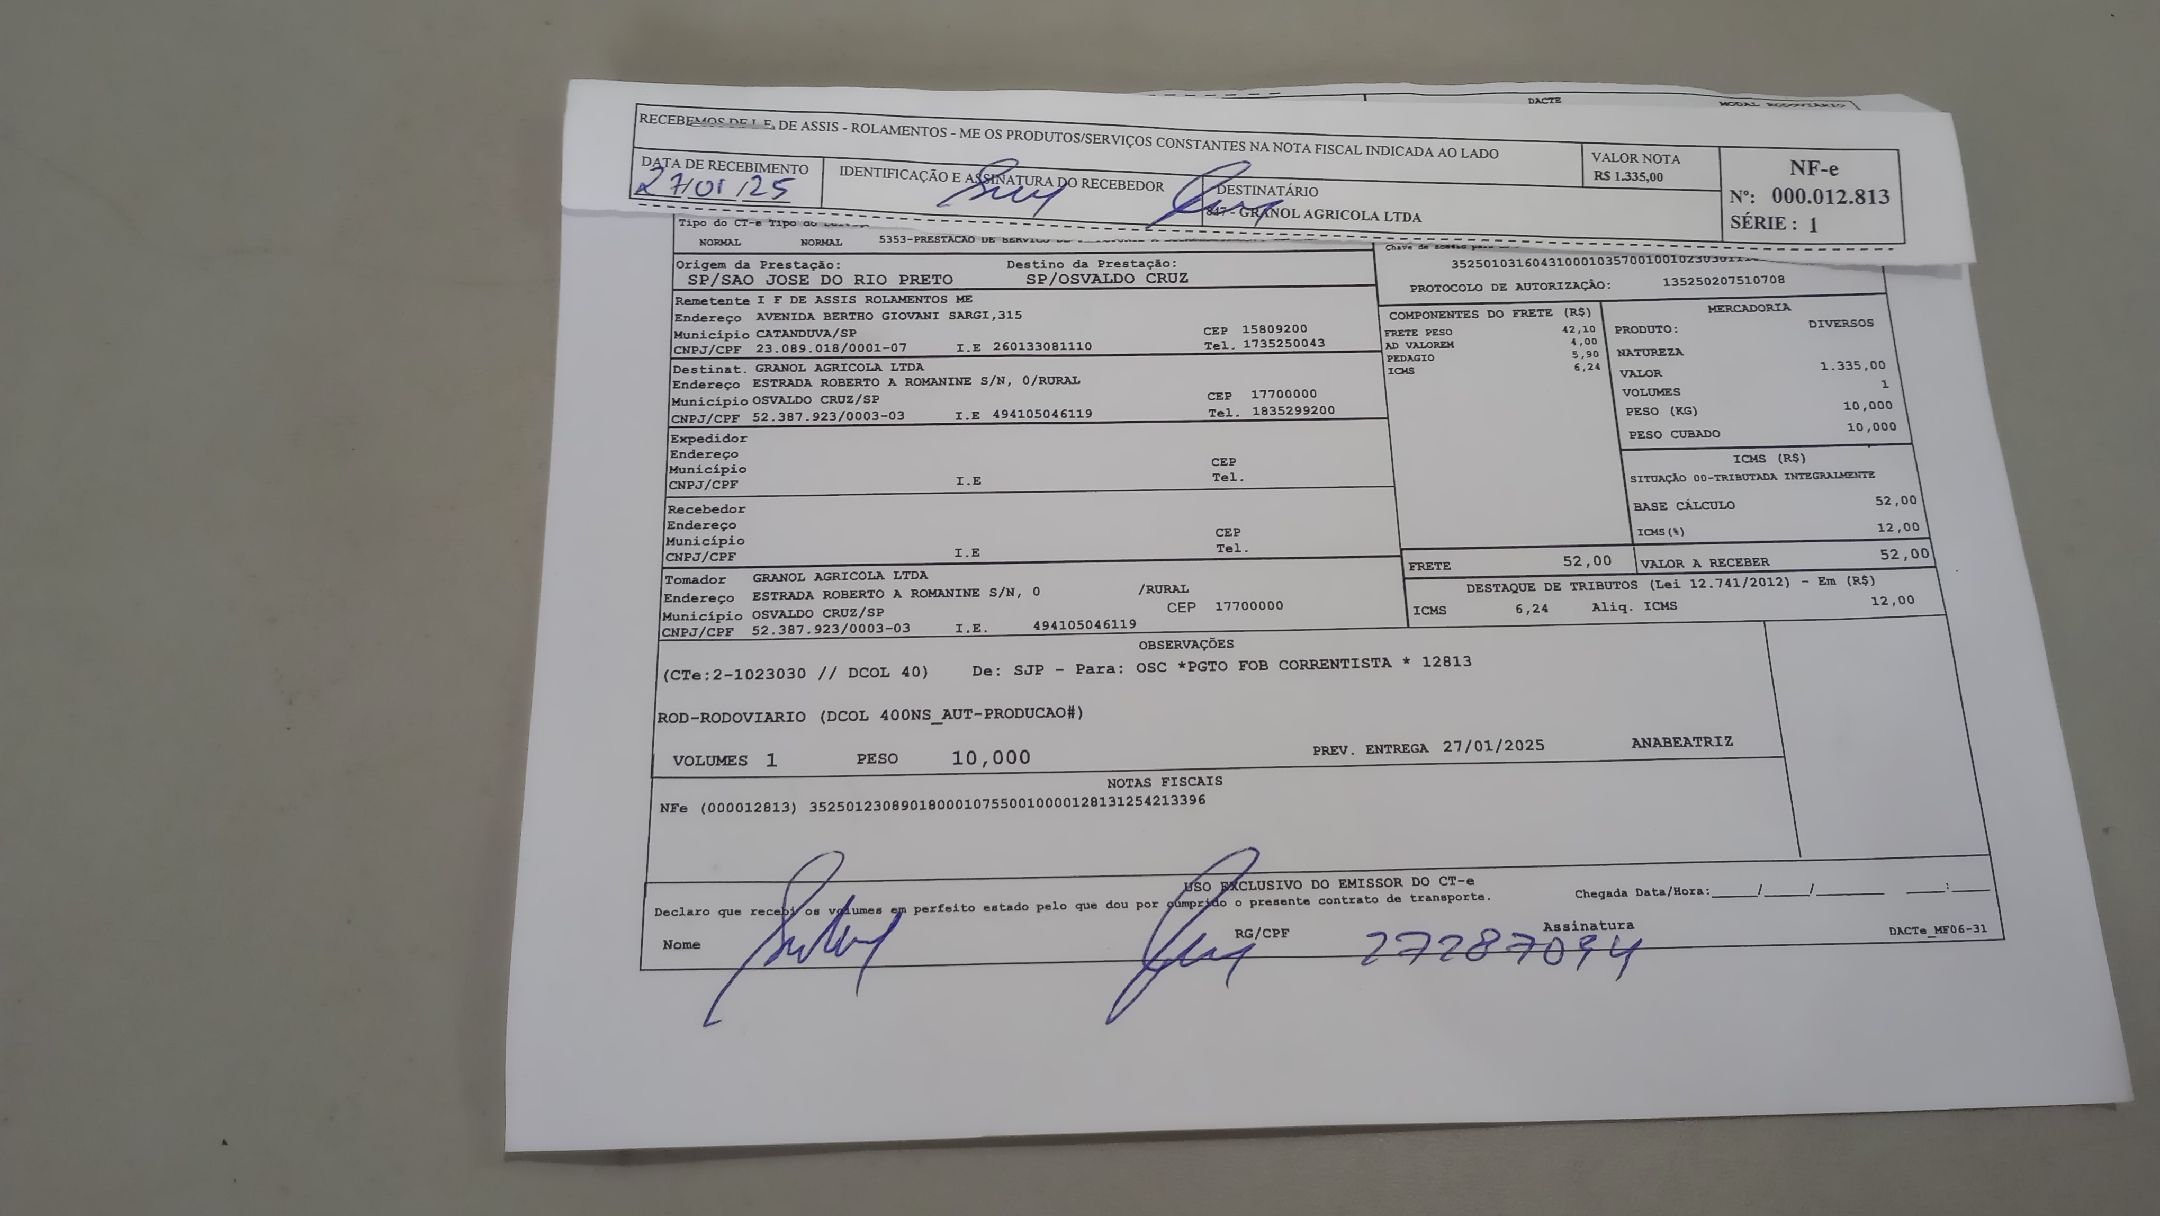 DACTE
MODAL RODOVIARIO
RECEBEMOS DE I. F. DE ASSIS - ROLAMENTOS - ME OS PRODUTOS/SERVIÇOS CONSTANTES NA NOTA FISCAL INDICADA AO LADO
VALOR NOTA
R$ 1.335,00
NF-e
Nº: 000.012.813
SÉRIE : 1
DATA DE RECEBIMENTO
27/01/25
IDENTIFICAÇÃO E ASSINATURA DO RECEBEDOR
DESTINATÁRIO
847 - GRANOL AGRICOLA LTDA
Tipo do CT-e Tipo do
NORMAL NORMAL 5353-PRESTACAO DE SERVICO DE
Chave de
PROTOCOLO DE AUTORIZAÇÃO: 135250207510708
Origem da Prestação: Destino da Prestação:
SP/SAO JOSE DO RIO PRETO SP/OSVALDO CRUZ
Remetente I F DE ASSIS ROLAMENTOS ME
Endereço AVENIDA BERTHO GIOVANI SARGI,315
Município CATANDUVA/SP CEP 15809200
CNPJ/CPF 23.089.018/0001-07 I.E 260133081110 Tel. 1735250043
Destinat. GRANOL AGRICOLA LTDA
Endereço ESTRADA ROBERTO A ROMANINE S/N, 0/RURAL
Município OSVALDO CRUZ/SP CEP 17700000
CNPJ/CPF 52.387.923/0003-03 I.E 494105046119 Tel. 1835299200
Expedidor
Endereço
Município CEP
CNPJ/CPF I.E Tel.
Recebedor
Endereço
Município CEP
CNPJ/CPF I.E Tel.
Tomador GRANOL AGRICOLA LTDA
Endereço ESTRADA ROBERTO A ROMANINE S/N, 0 /RURAL
Município OSVALDO CRUZ/SP CEP 17700000
CNPJ/CPF 52.387.923/0003-03 I.E. 494105046119
COMPONENTES DO FRETE (R$)
FRETE PESO 42,10
AD VALOREM 4,00
PEDAGIO 5,90
ICMS 6,24
MERCADORIA
PRODUTO: DIVERSOS
NATUREZA
VALOR 1.335,00
VOLUMES 1
PESO (KG) 10,000
PESO CUBADO 10,000
ICMS (R$)
SITUAÇÃO 00-TRIBUTADA INTEGRALMENTE
BASE CÁLCULO 52,00
ICMS(%) 12,00
FRETE 52,00 VALOR A RECEBER 52,00
DESTAQUE DE TRIBUTOS (Lei 12.741/2012) - Em (R$)
ICMS 6,24 Aliq. ICMS 12,00
OBSERVAÇÕES
(CTe:2-1023030 // DCOL 40) De: SJP - Para: OSC *PGTO FOB CORRENTISTA * 12813
ROD-RODOVIARIO (DCOL 400NS_AUT-PRODUCAO#)
VOLUMES 1 PESO 10,000 PREV. ENTREGA 27/01/2025 ANABEATRIZ
NOTAS FISCAIS
NFe (000012813) 35250123089018000107550010000128131254213396
USO EXCLUSIVO DO EMISSOR DO CT-e
Declaro que recebi os volumes em perfeito estado pelo que dou por cumprido o presente contrato de transporte.
Chegada Data/Hora:____/____/______ ___:___
Nome RG/CPF Assinatura
27287094
DACTe_MF06-31